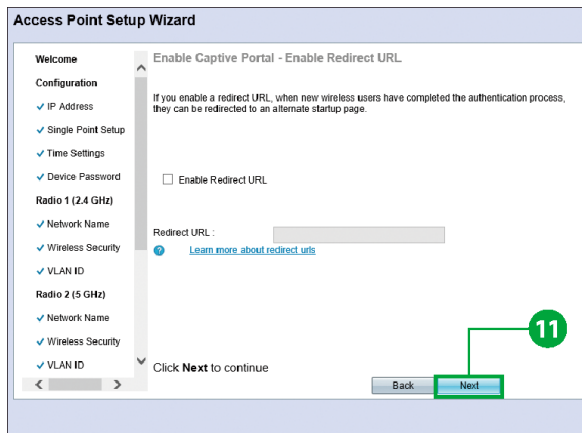 Access Point Setup Wizard
Welcome
Configuration
✓ IP Address
✓ Single Point Setup
✓ Time Settings
✓ Device Password
Radio 1 (2.4 GHz)
✓ Network Name
✓ Wireless Security
✓ VLAN ID
Radio 2 (5 GHz)
✓ Network Name
✓ Wireless Security
✓ VLAN ID
Enable Captive Portal - Enable Redirect URL
If you enable a redirect URL, when new wireless users have completed the authentication process,
they can be redirected to an alternate startup page.
Enable Redirect URL
Redirect URL :
? Learn more about redirect urls
Click Next to continue
Back
Next
11